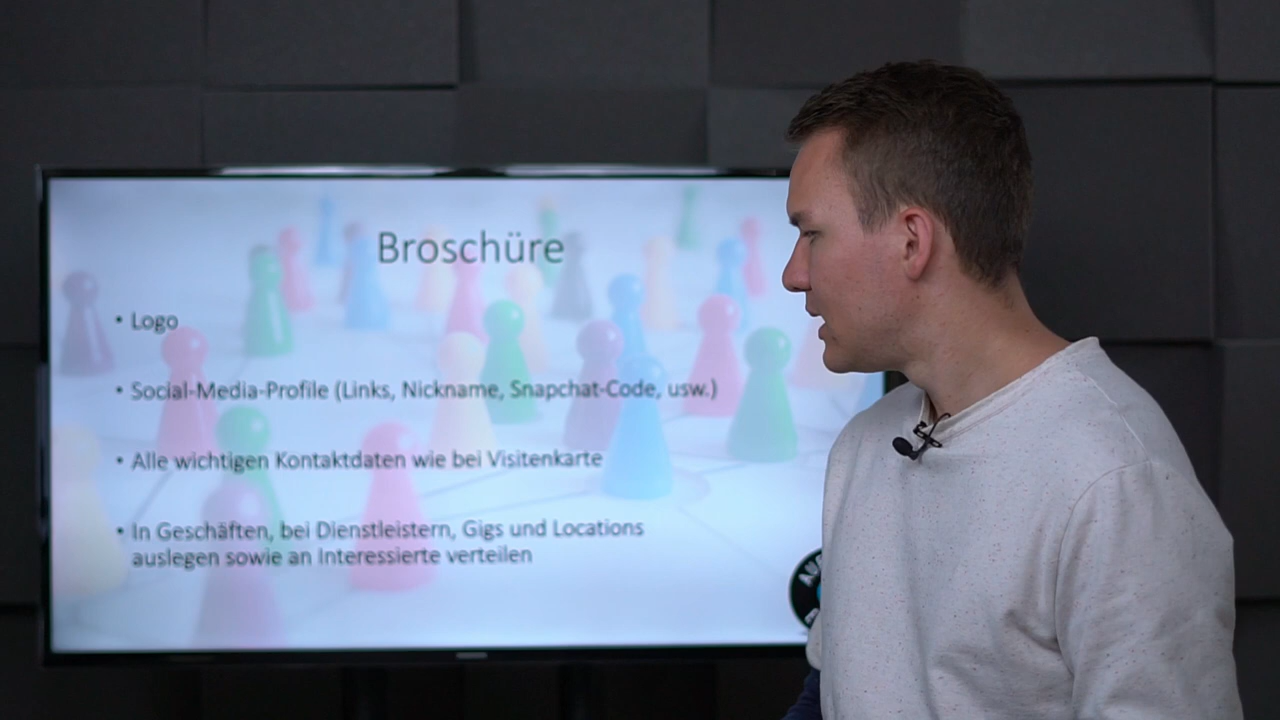 Broschüre
• Logo
• Social-Media-Profile (Links, Nickname, Snapchat-Code, usw.)
• Alle wichtigen Kontaktdaten wie bei Visitenkarte
• In Geschäften, bei Dienstleistern, Gigs und Locations
auslegen sowie an Interessierte verteilen